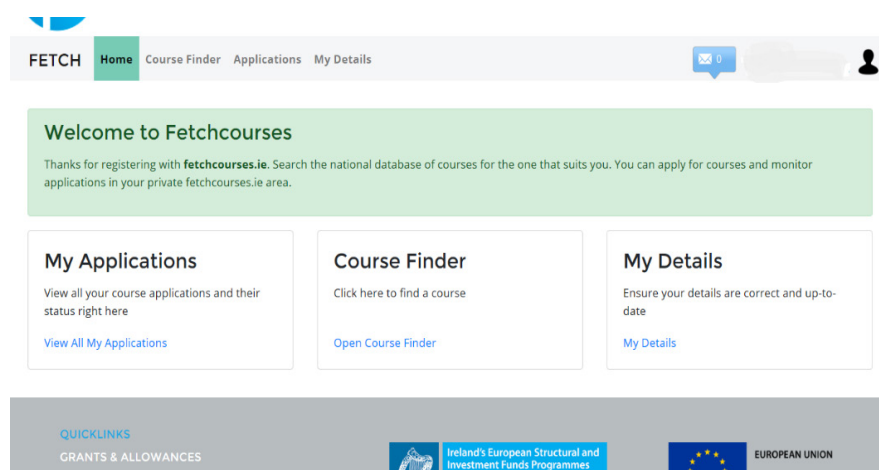 FETCH Home Course Finder Applications My Details 0
Welcome to Fetchcourses
Thanks for registering with fetchcourses.ie. Search the national database of courses for the one that suits you. You can apply for courses and monitor
applications in your private fetchcourses.ie area.
My Applications
View all your course applications and their
status right here
View All My Applications
Course Finder
Click here to find a course
Open Course Finder
My Details
Ensure your details are correct and up-to-
date
My Details
QUICKLINKS
GRANTS & ALLOWANCES
Ireland's European Structural and
Investment Funds Programmes
EUROPEAN UNION